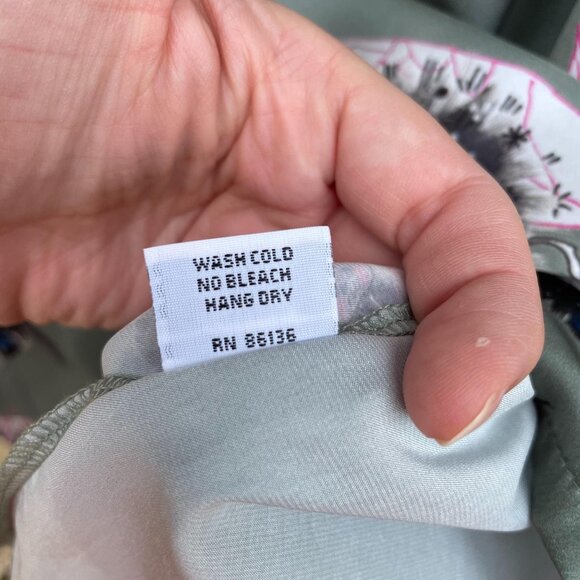 WASH COLD
NO BLEACH
HANG DRY
RN 86136